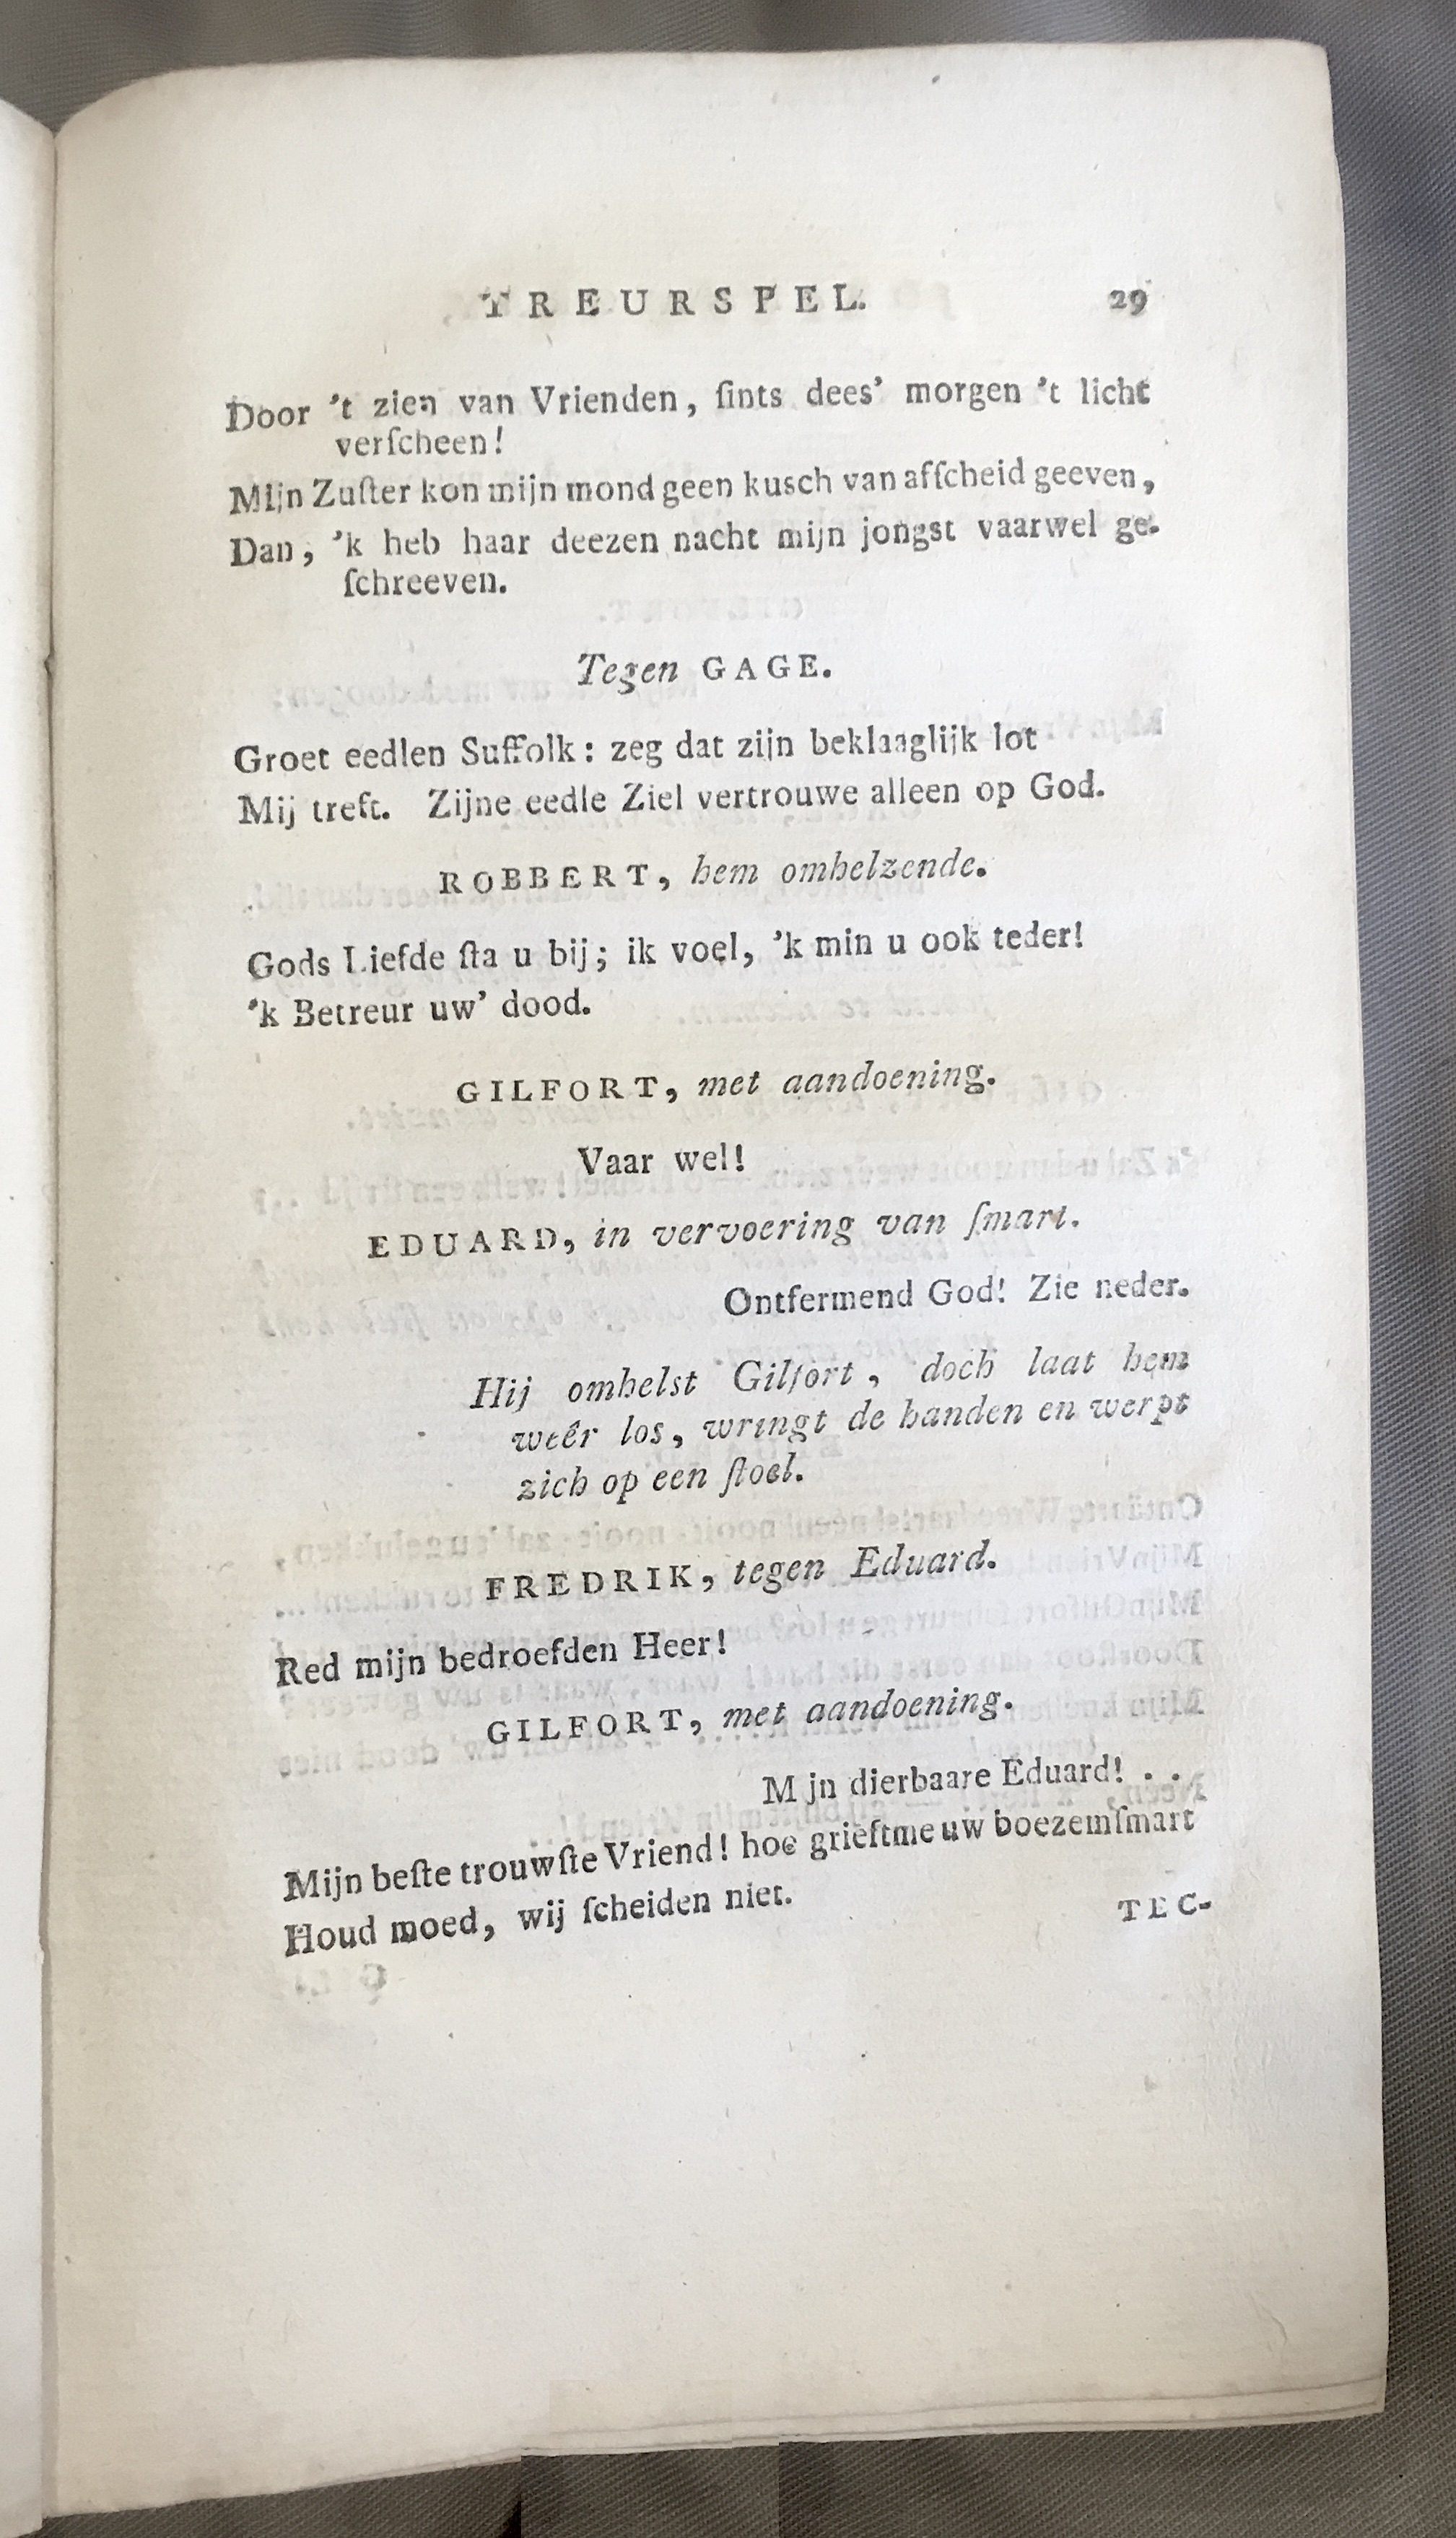 TREURSPEL. 29
Door 't zien van Vrienden, ſints dees' morgen 't licht
verſcheen!
Mijn Zuſter kon mijn mond geen kusch van afſcheid geeven,
Dan, 'k heb haar deezen nacht mijn jongst vaarwel ge-
ſchreeven.
Tegen GAGE.
Groet eedlen Suffolk: zeg dat zijn beklaaglijk lot
Mij treft. Zijne eedle Ziel vertrouwe alleen op God.
ROBBERT, hem omhelzende.
Gods Liefde ſta u bij; ik voel, 'k min u ook teder!
'k Betreur uw' dood.
GILFORT, met aandoening.
Vaar wel!
EDUARD, in vervoering van ſmart.
Ontfermend God! Zie neder.
Hij omhelst Gilfort, doch laat hem
weêr los, wringt de handen en werpt
zich op een ſtoel.
FREDRIK, tegen Eduard.
Red mijn bedroefden Heer!
GILFORT, met aandoening.
M jn dierbaare Eduard! . .
Mijn beſte trouwſte Vriend! hoe grieft me uw boezemſmart
Houd moed, wij ſcheiden niet.
TEC-